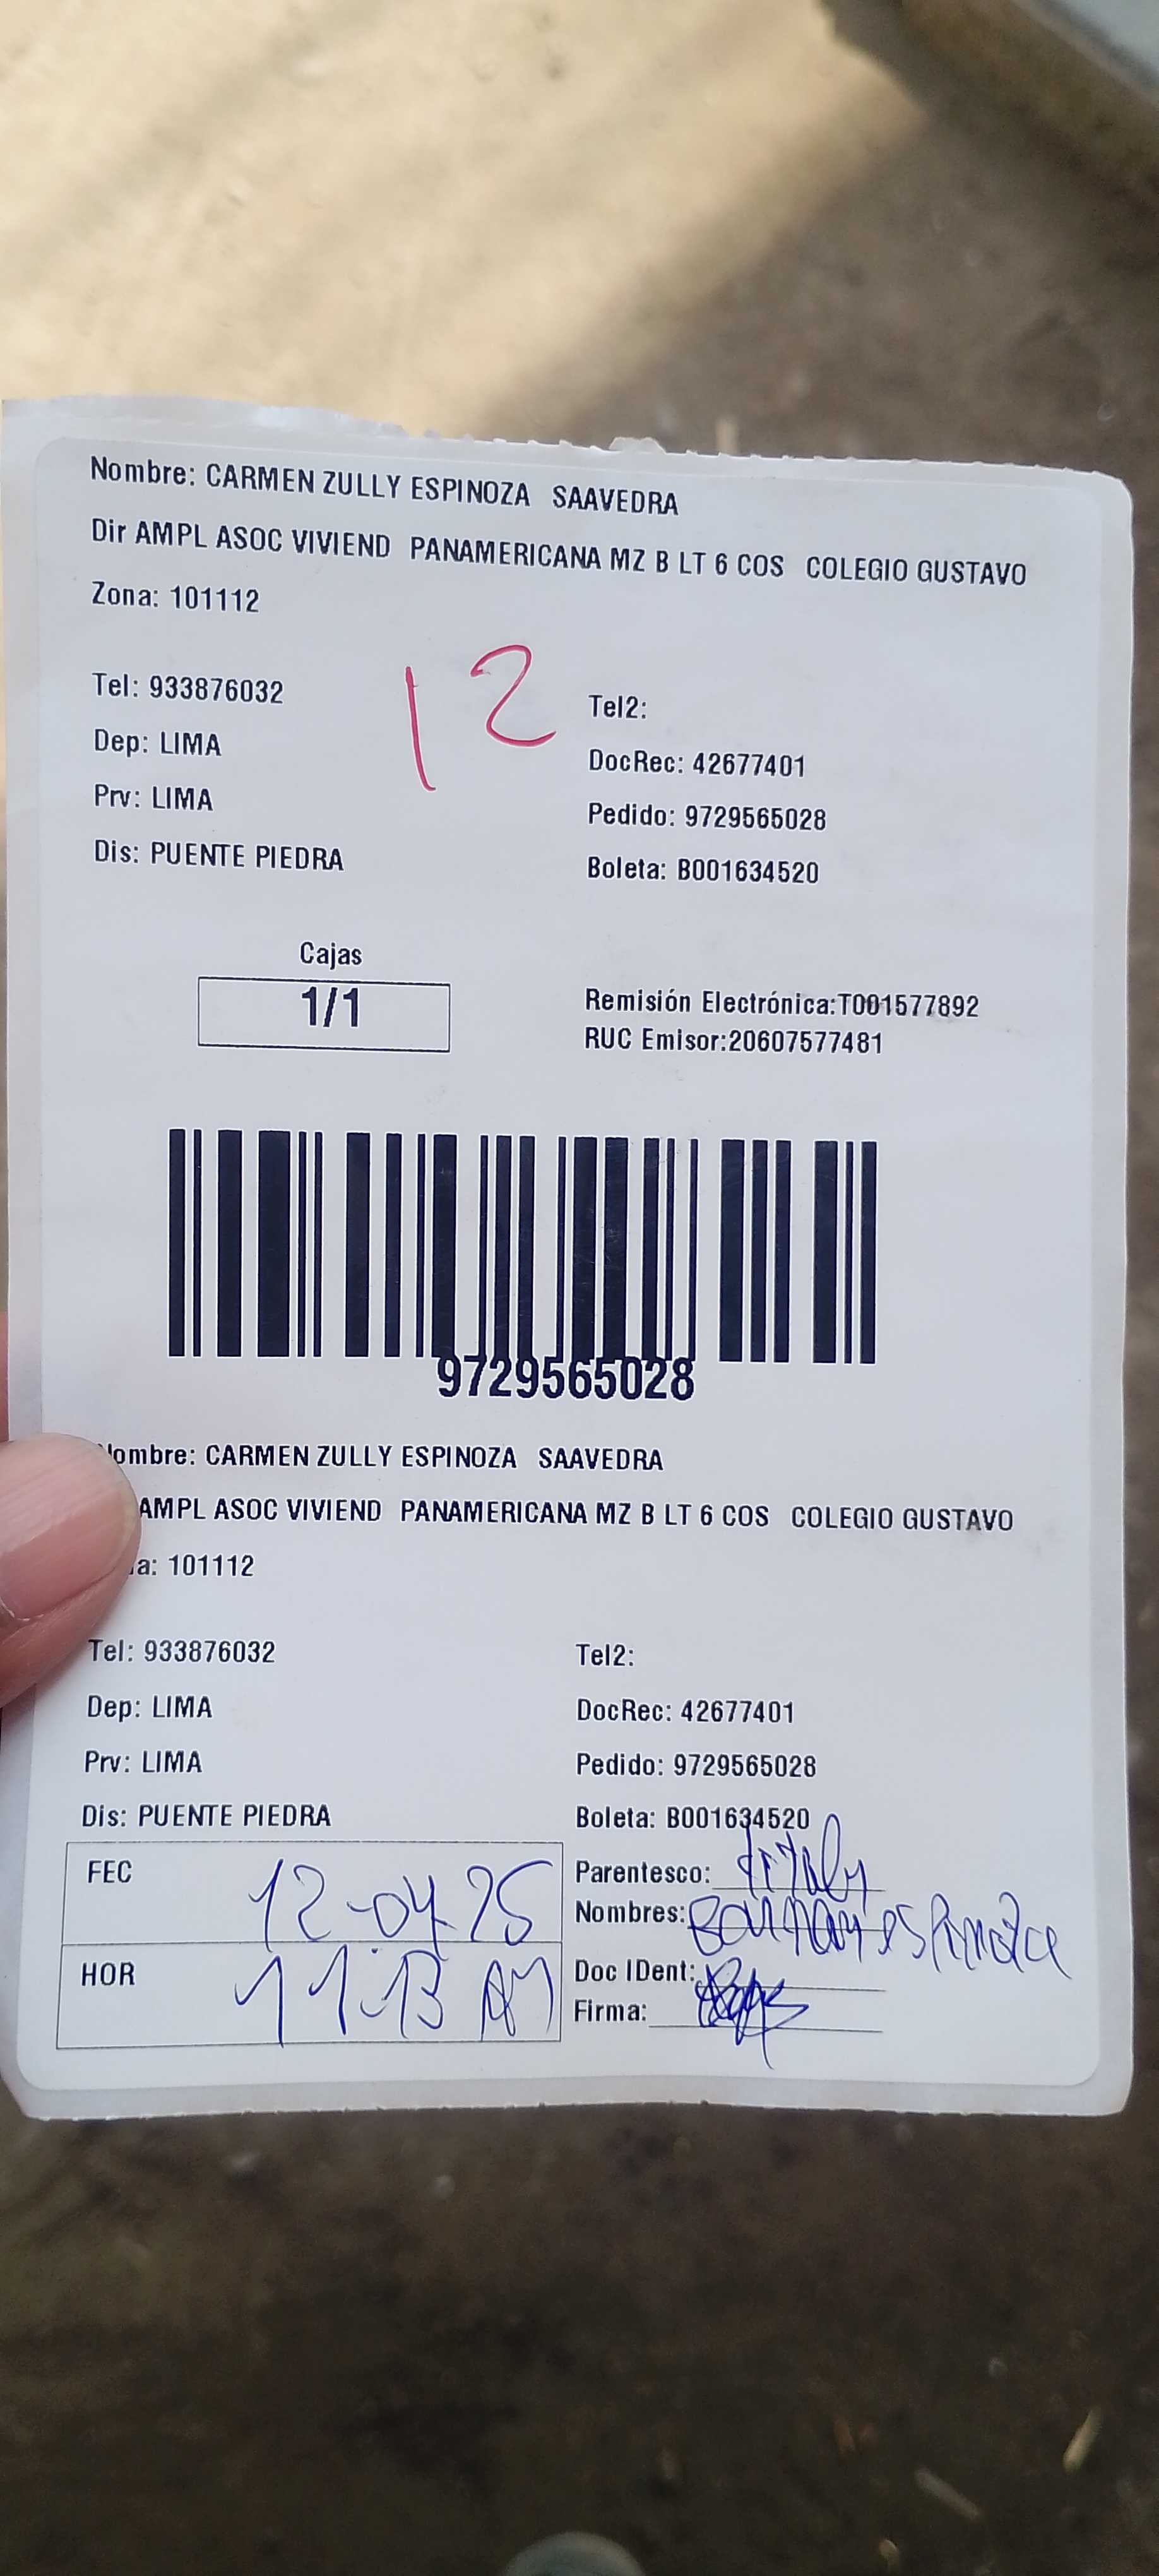 Nombre: CARMEN ZULLY ESPINOZA SAAVEDRA
Dir AMPL ASOC VIVIEND PANAMERICANA MZ B LT 6 COS COLEGIO GUSTAVO
Zona: 101112
12
Tel: 933876032
Tel2:
Dep: LIMA
DocRec: 42677401
Prv: LIMA
Pedido: 9729565028
Dis: PUENTE PIEDRA
Boleta: B001634520
Cajas
1/1
Remisión Electrónica:T001577892
RUC Emisor:20607577481
9729565028
Nombre: CARMEN ZULLY ESPINOZA SAAVEDRA
AMPL ASOC VIVIEND PANAMERICANA MZ B LT 6 COS COLEGIO GUSTAVO
a: 101112
Tel: 933876032
Tel2:
Dep: LIMA
DocRec: 42677401
Prv: LIMA
Pedido: 9729565028
Dis: PUENTE PIEDRA
Boleta: B001634520
FEC 12-04-25
Parentesco: titular
Nombres: espinoza
HOR 11:13 AM
Doc IDent:
Firma: